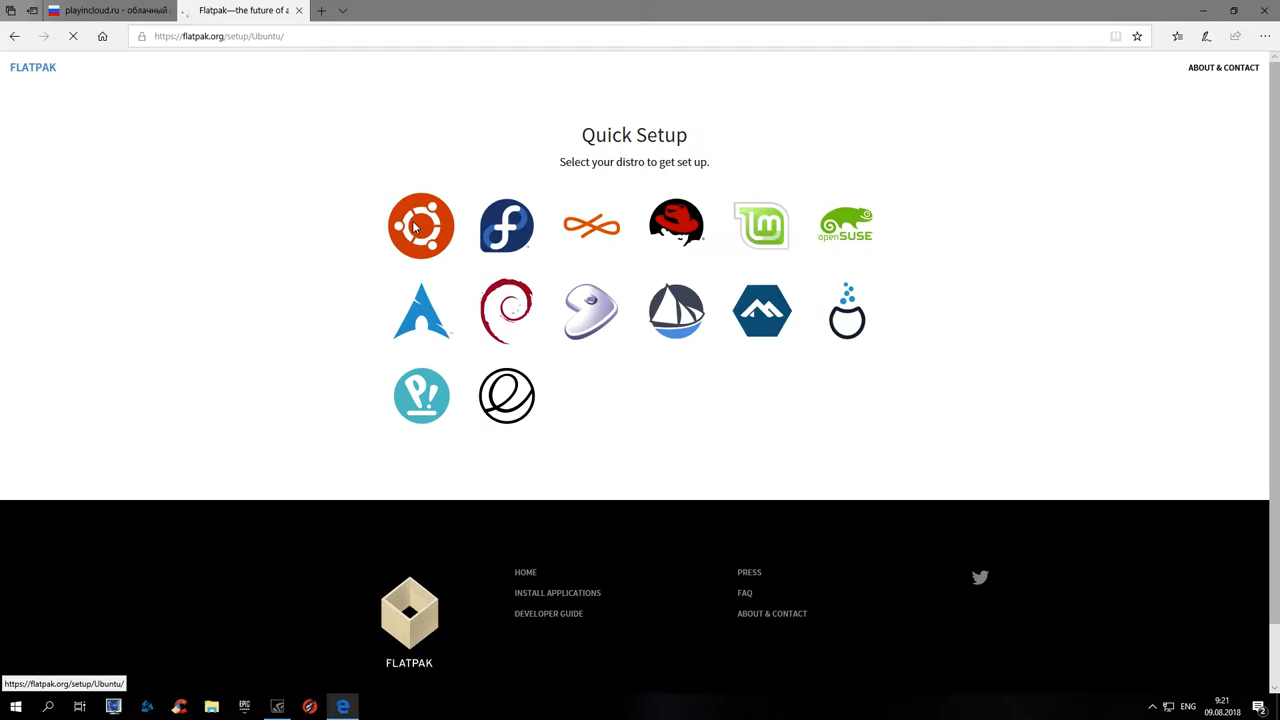 playincloud.ru - облачный
Flatpak—the future of a
https://flatpak.org/setup/Ubuntu/
FLATPAK
ABOUT & CONTACT
Quick Setup
Select your distro to get set up.
openSUSE
HOME
PRESS
INSTALL APPLICATIONS
FAQ
DEVELOPER GUIDE
ABOUT & CONTACT
FLATPAK
https://flatpak.org/setup/Ubuntu/
EPIC
ENG
9:21
09.08.2018
2